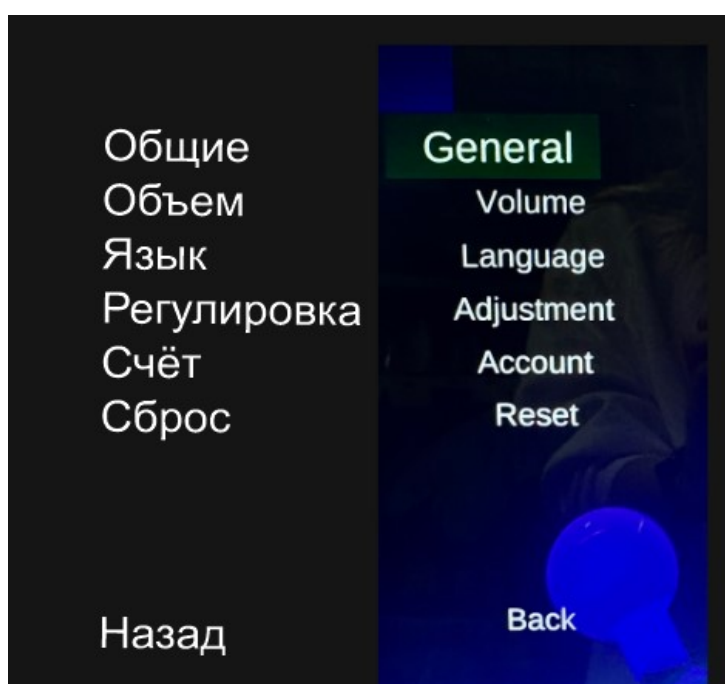 Общие General
Объем Volume
Язык Language
Регулировка Adjustment
Счёт Account
Сброс Reset
Назад Back